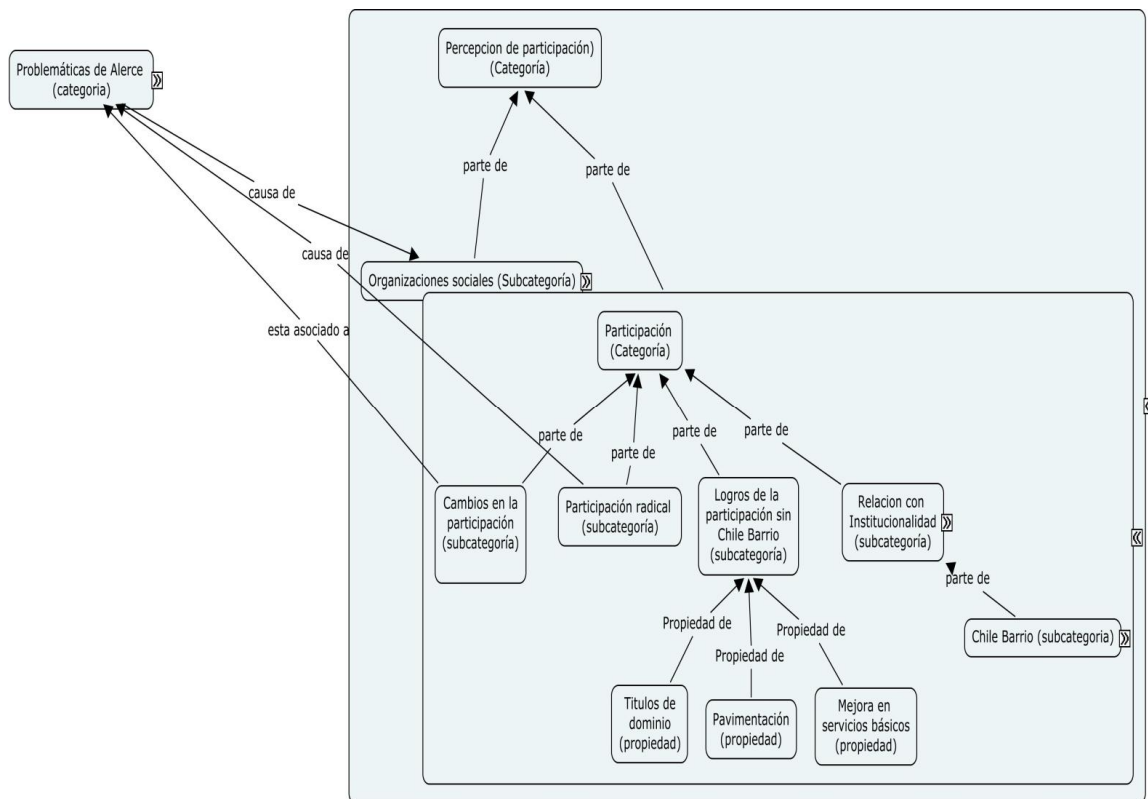 Percepcion de participación)
(Categoría)
Problemáticas de Alerce
(categoria)
parte de
parte de
causa de
causa de
Organizaciones sociales (Subcategoría)
esta asociado a
Participación
(Categoría)
parte de
parte de
parte de
parte de
Cambios en la
participación
(subcategoría)
Participación radical
(subcategoría)
Logros de la
participación sin
Chile Barrio
(subcategoría)
Relacion con
Institucionalidad
(subcategoría)
parte de
Chile Barrio (subcategoria)
Propiedad de
Propiedad de
Propiedad de
Titulos de
dominio
(propiedad)
Pavimentación
(propiedad)
Mejora en
servicios básicos
(propiedad)